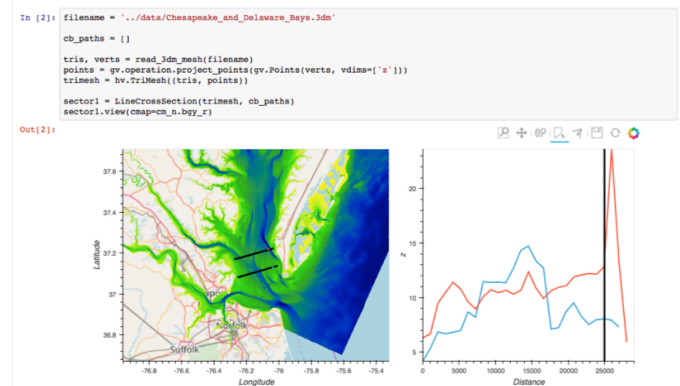 In [2]:
filename = '../data/Chesapeake_and_Delaware_Bays.3dm'
cb_paths = []
tris, verts = read_3dm_mesh(filename)
points = gv.operation.project_points(gv.Points(verts, vdims=['z']))
trimesh = hv.TriMesh((tris, points))
sector1 = LineCrossSection(trimesh, cb_paths)
sector1.view(cmap=cm_n.bgy_r)
Out[2]:
Latitude
37.6
37.4
37.2
37
36.8
Norfolk
Suffolk
-76.8 -76.6 -76.4 -76.2 -76 -75.8 -75.6 -75.4
Longitude
z
20
15
10
5
0 5000 10000 15000 20000 25000
Distance